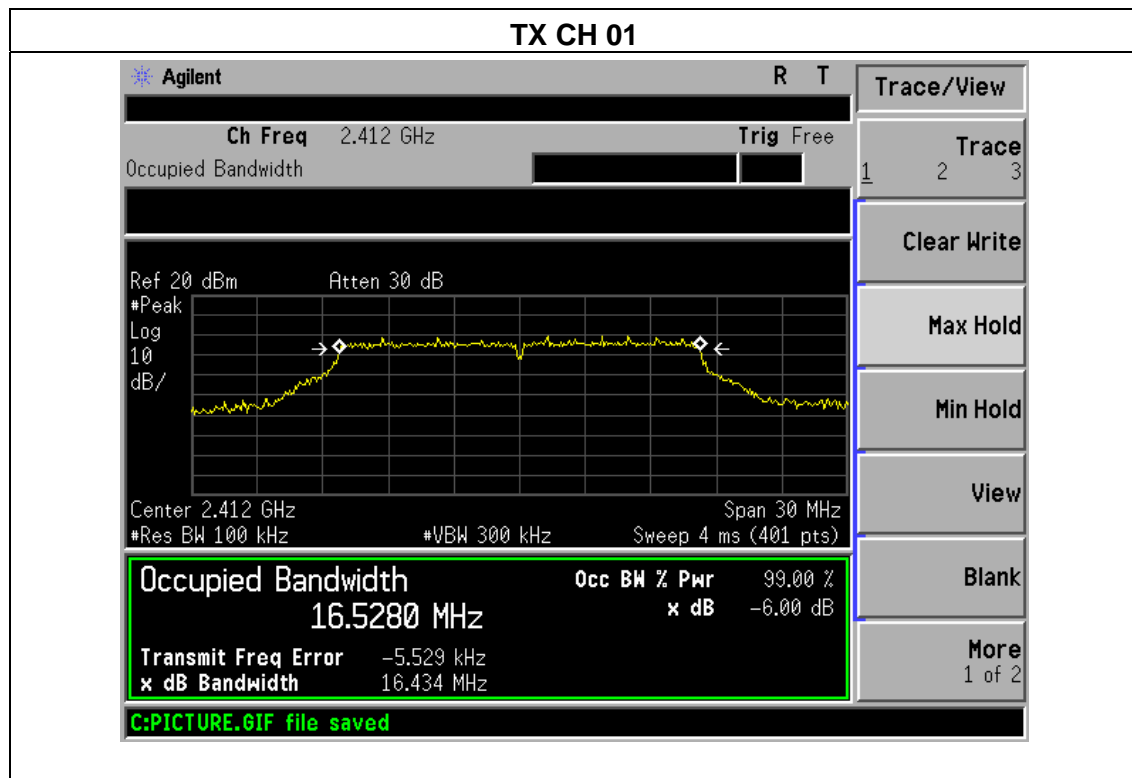 TX CH 01
Agilent
R T
Trace/View
Ch Freq 2.412 GHz
Trig Free
Occupied Bandwidth
Trace
1 2 3
Clear Write
Ref 20 dBm
Atten 30 dB
#Peak
Log
10
dB/
Max Hold
Min Hold
View
Center 2.412 GHz
Span 30 MHz
#Res BW 100 kHz
#VBW 300 kHz
Sweep 4 ms (401 pts)
Occupied Bandwidth
16.5280 MHz
Occ BW % Pwr 99.00 %
x dB -6.00 dB
Blank
Transmit Freq Error -5.529 kHz
x dB Bandwidth 16.434 MHz
More
1 of 2
C:PICTURE.GIF file saved